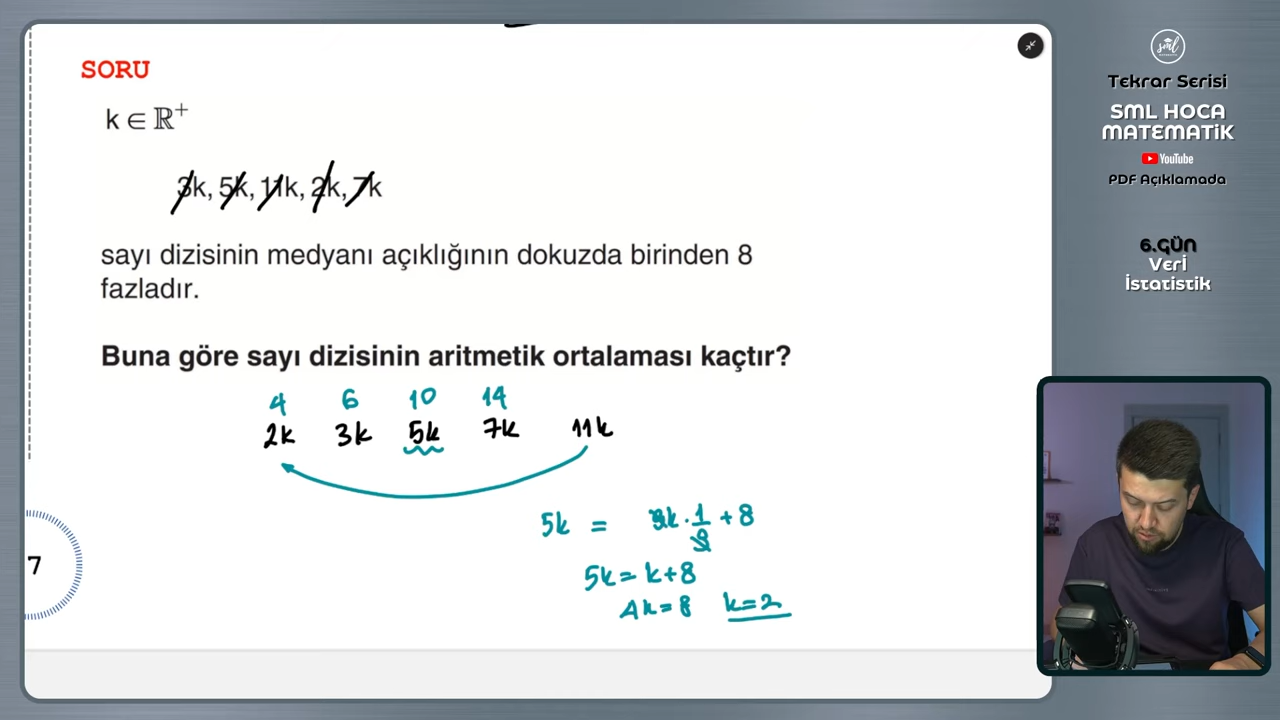 SORU
k ∈ ℝ⁺
3k, 5k, 11k, 2k, 7k
sayı dizisinin medyanı açıklığının dokuzda birinden 8
fazladır.
Buna göre sayı dizisinin aritmetik ortalaması kaçtır?
4 6 10 14
2k 3k 5k 7k 11k
5k = 9k · 1/9 + 8
5k = k + 8
4k = 8 k = 2
7
sml
Tekrar Serisi
SML HOCA
MATEMATİK
YouTube
PDF Açıklamada
6.GÜN
Verİ
İstatistik